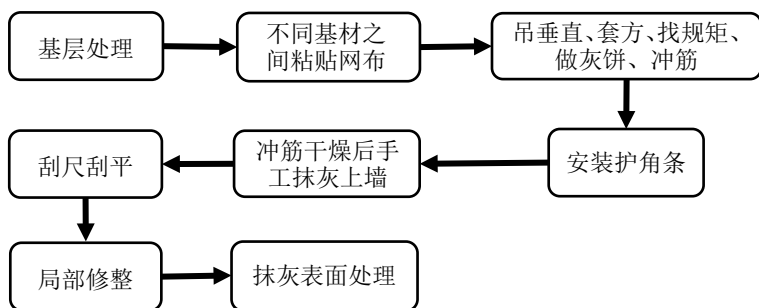 基层处理
不同基材之
间粘贴网布
吊垂直、套方、找规矩、
做灰饼、冲筋
安装护角条
冲筋干燥后手
工抹灰上墙
刮尺刮平
局部修整
抹灰表面处理